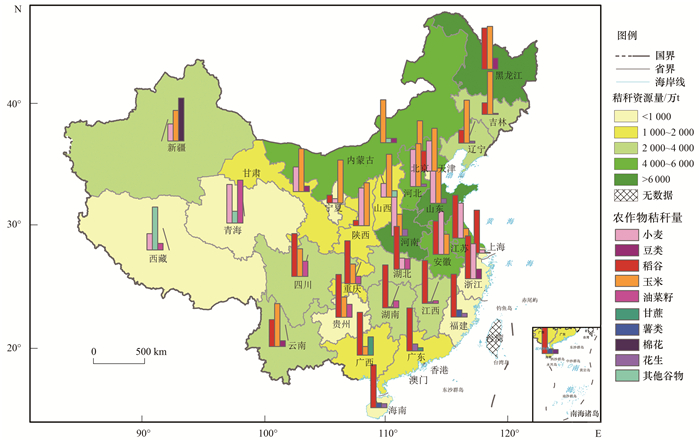 N
40°
30°
20°
90°
100°
110°
120°
E
0
500 km
黑龙江
吉林
辽宁
内蒙古
新疆
甘肃
北京
天津
河北
山西
山东
青海
陕西
河南
西藏
江苏
安徽
上海
湖北
四川
重庆
浙江
湖南
江西
贵州
福建
云南
广西
广东
香港
澳门
海南
渤
海
黄
海
东
海
钓鱼岛
赤尾屿
台湾岛
东沙群岛
南海诸岛
图例
国界
省界
海岸线
秸秆资源量/万t
<1 000
1 000~2 000
2 000~4 000
4 000~6 000
>6 000
无数据
农作物秸秆量
小麦
豆类
稻谷
玉米
油菜籽
甘蔗
薯类
棉花
花生
其他谷物